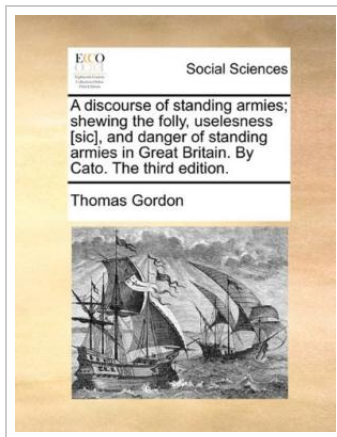 ECCO
Social Sciences
A discourse of standing armies;
shewing the folly, uselesness
[sic], and danger of standing
armies in Great Britain. By
Cato. The third edition.
Thomas Gordon